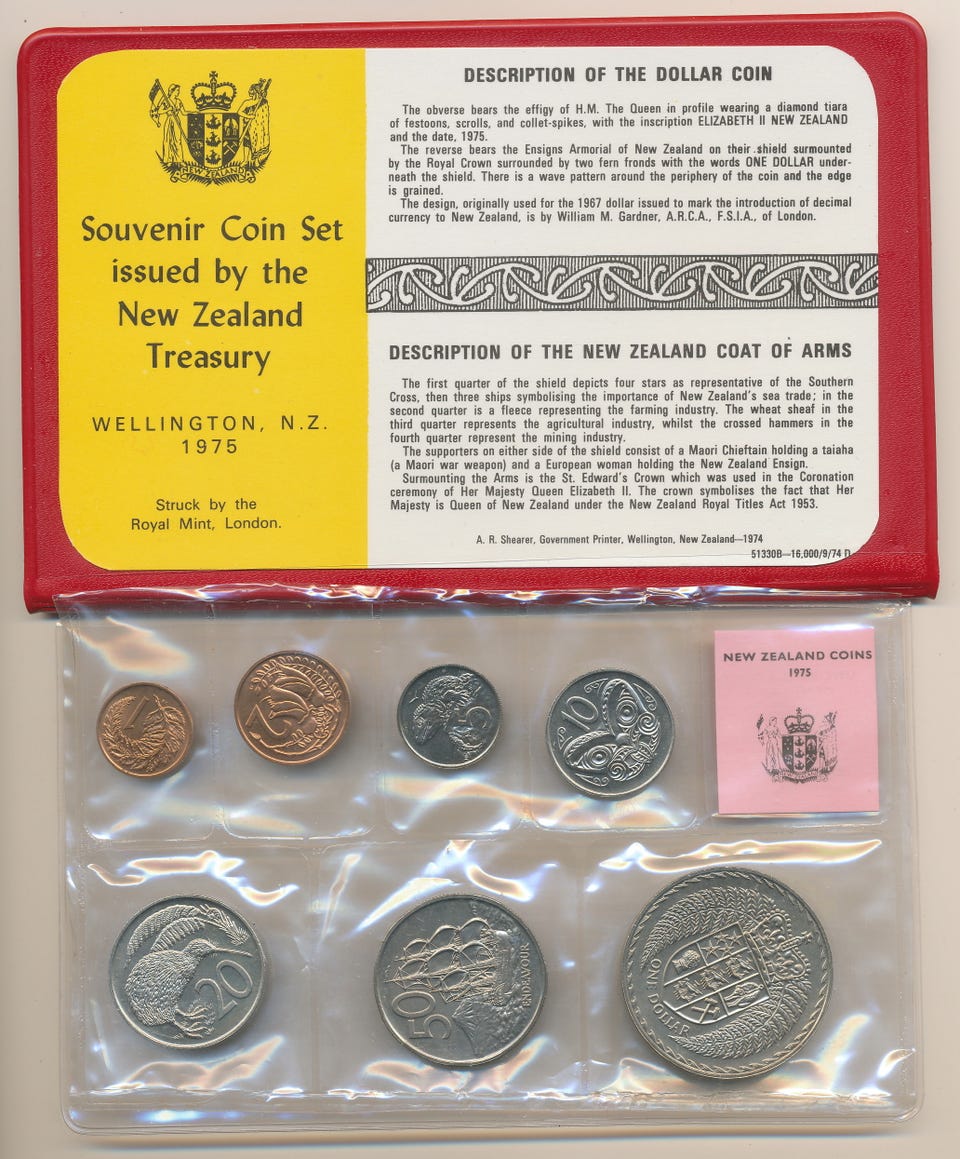 NEW ZEALAND
Souvenir Coin Set
issued by the
New Zealand
Treasury
WELLINGTON, N.Z.
1975
Struck by the
Royal Mint, London.
DESCRIPTION OF THE DOLLAR COIN
The obverse bears the effigy of H.M. The Queen in profile wearing a diamond tiara
of festoons, scrolls, and collet-spikes, with the inscription ELIZABETH II NEW ZEALAND
and the date, 1975.
The reverse bears the Ensigns Armorial of New Zealand on their shield surmounted
by the Royal Crown surrounded by two fern fronds with the words ONE DOLLAR under-
neath the shield. There is a wave pattern around the periphery of the coin and the edge
is grained.
The design, originally used for the 1967 dollar issued to mark the introduction of decimal
currency to New Zealand, is by William M. Gardner, A.R.C.A., F.S.I.A., of London.
DESCRIPTION OF THE NEW ZEALAND COAT OF ARMS
The first quarter of the shield depicts four stars as representative of the Southern
Cross, then three ships symbolising the importance of New Zealand's sea trade; in the
second quarter is a fleece representing the farming industry. The wheat sheaf in the
third quarter represents the agricultural industry, whilst the crossed hammers in the
fourth quarter represent the mining industry.
The supporters on either side of the shield consist of a Maori Chieftain holding a taiaha
(a Maori war weapon) and a European woman holding the New Zealand Ensign.
Surmounting the Arms is the St. Edward's Crown which was used in the Coronation
ceremony of Her Majesty Queen Elizabeth II. The crown symbolises the fact that Her
Majesty is Queen of New Zealand under the New Zealand Royal Titles Act 1953.
A. R. Shearer, Government Printer, Wellington, New Zealand—1974
51330B—16,000/9/74 D
1
2
5
10
NEW ZEALAND COINS
1975
NEW ZEALAND
20
50
ONE DOLLAR